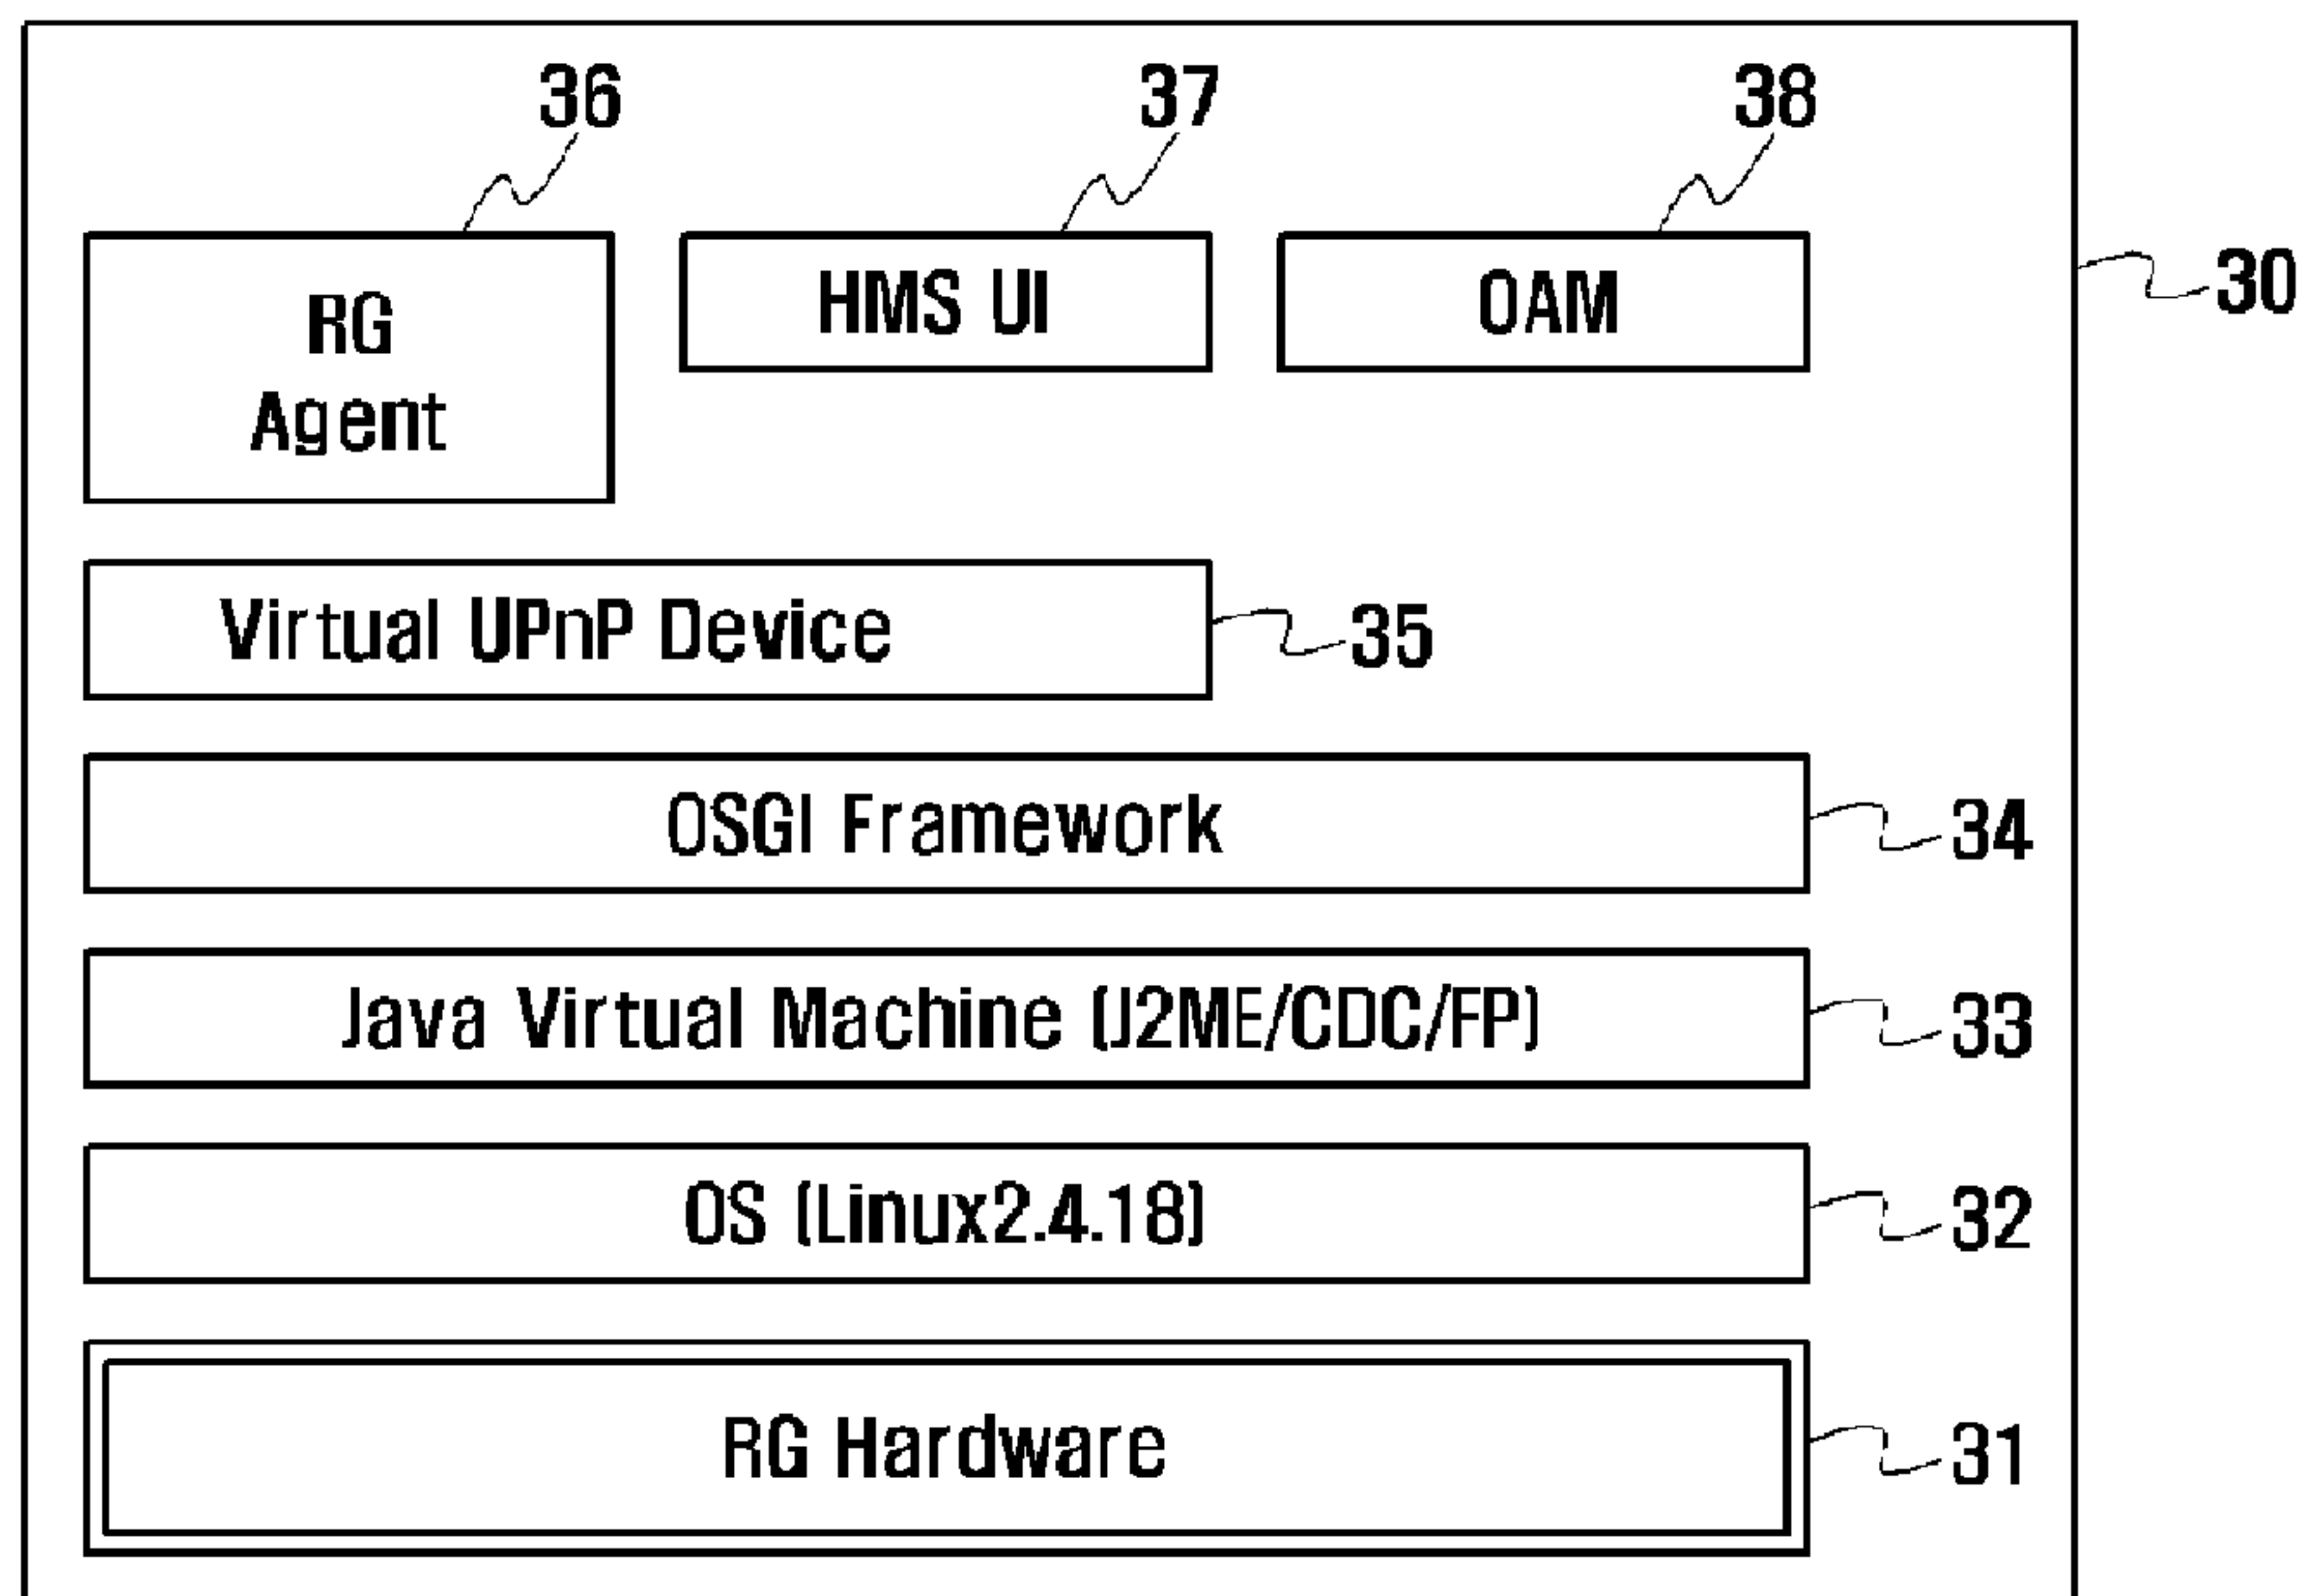 36 37 38
RG
Agent
HMS UI
OAM
30
Virtual UPnP Device
35
OSGI Framework
34
Java Virtual Machine (J2ME/CDC/FP)
33
OS (Linux2.4.18)
32
RG Hardware
31